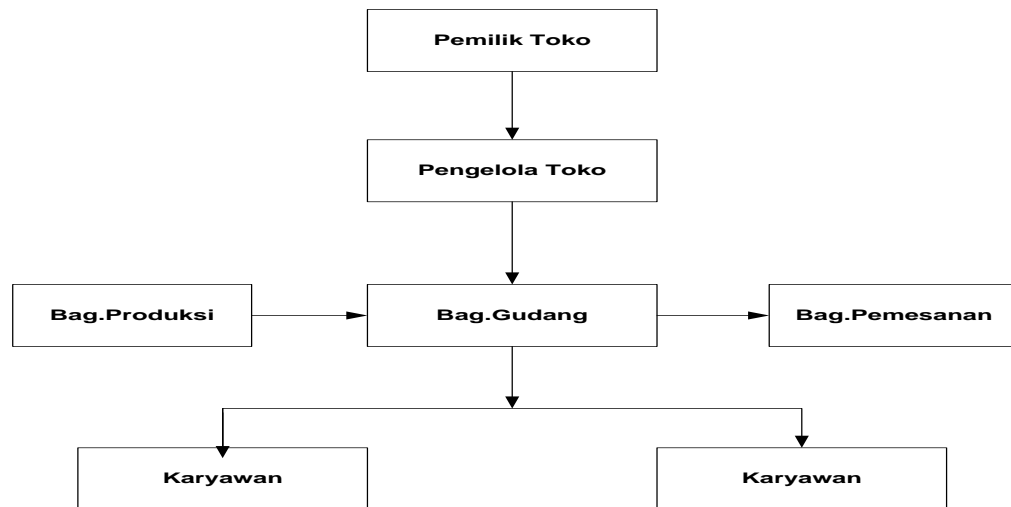 Pemilik Toko
Pengelola Toko
Bag.Produksi
Bag.Gudang
Bag.Pemesanan
Karyawan
Karyawan